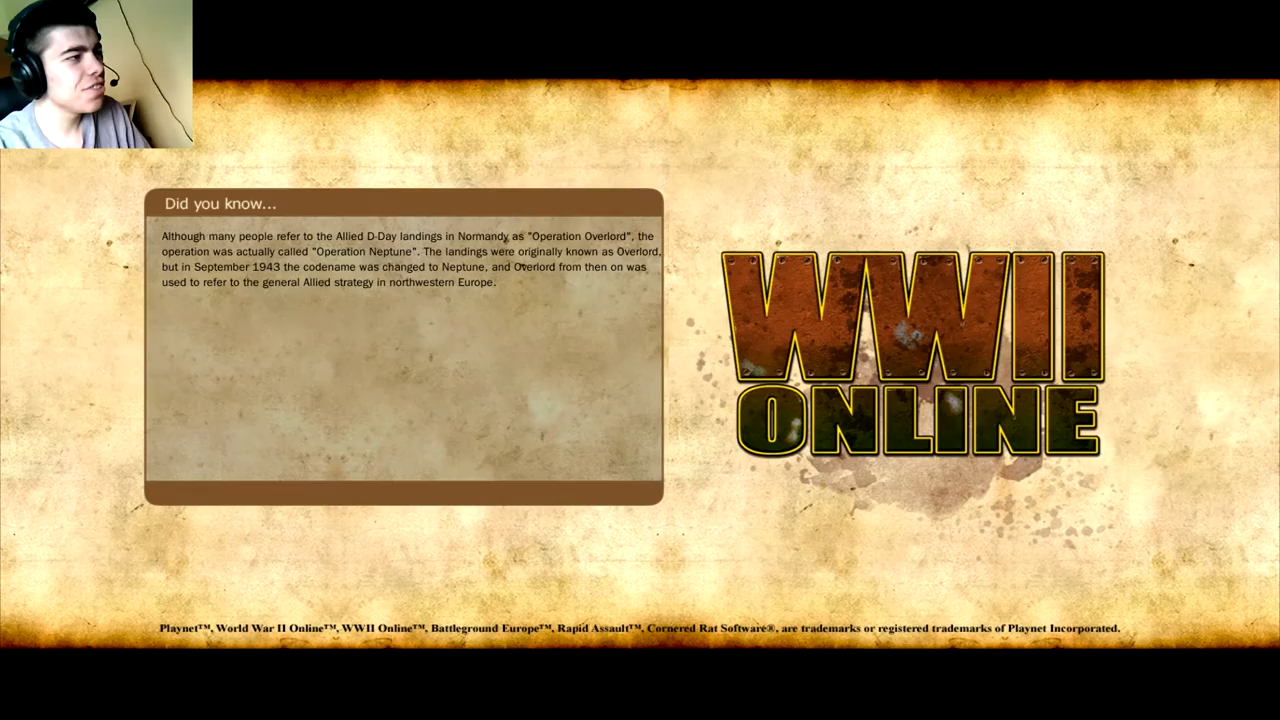 Did you know...
Although many people refer to the Allied D-Day landings in Normandy as "Operation Overlord", the
operation was actually called "Operation Neptune". The landings were originally known as Overlord,
but in September 1943 the codename was changed to Neptune, and Overlord from then on was
used to refer to the general Allied strategy in northwestern Europe.
WWII
ONLINE
Playnet™, World War II Online™, WWII Online™, Battleground Europe™, Rapid Assault™, Cornered Rat Software®, are trademarks or registered trademarks of Playnet Incorporated.